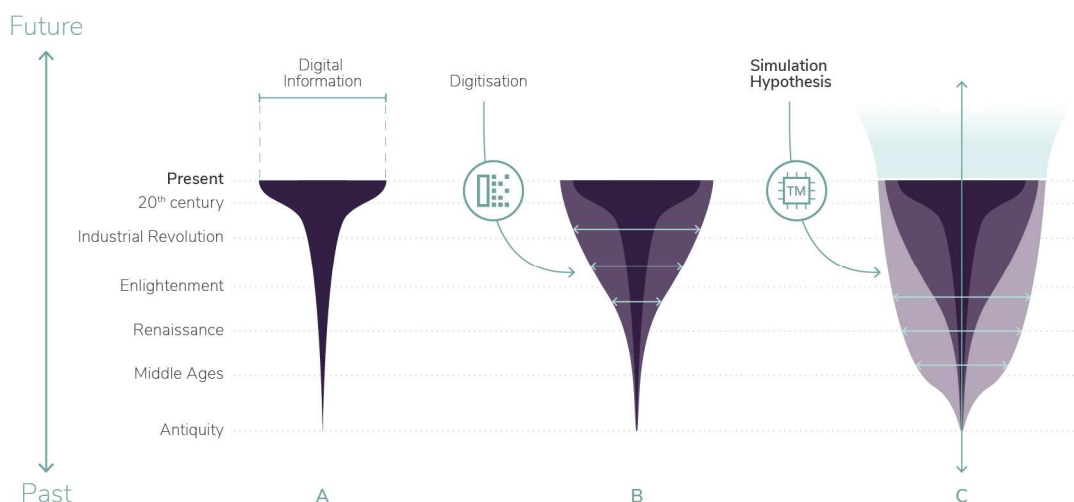 Future
Digital
Information
Digitisation
Simulation
Hypothesis
Present
20th century
TM
Industrial Revolution
Enlightenment
Renaissance
Middle Ages
Antiquity
Past
A
B
C